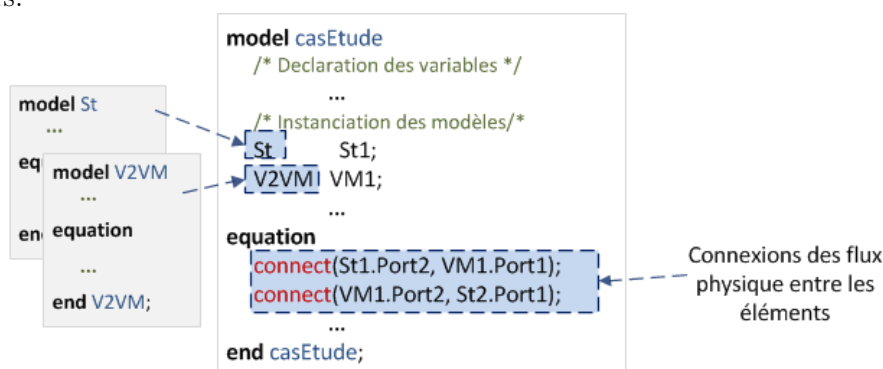 rs.
model casEtude
/* Declaration des variables */
...
/* Instanciation des modèles/*
St St1;
V2VM VM1;
...
equation
connect(St1.Port2, VM1.Port1);
connect(VM1.Port2, St2.Port1);
...
end casEtude;
model St
...
equ
en
model V2VM
...
equation
...
end V2VM;
Connexions des flux
physique entre les
éléments